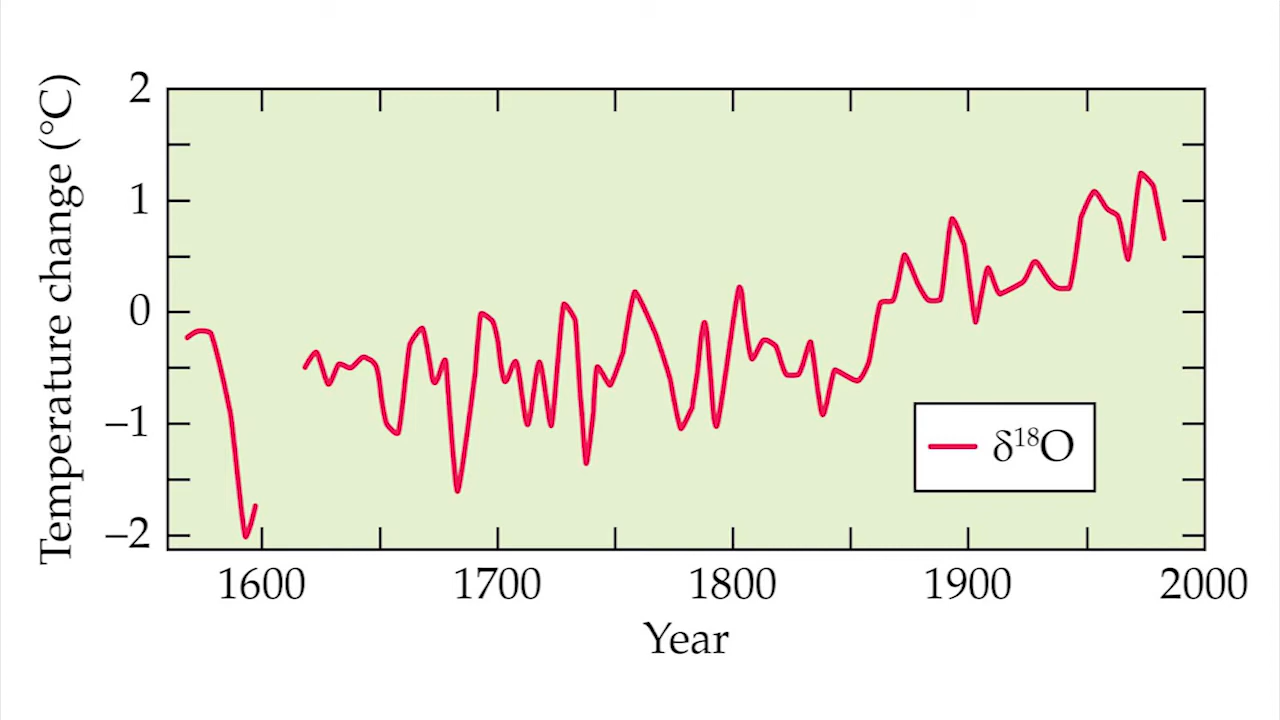 Temperature change (°C)
2
1
0
–1
–2
δ¹⁸O
1600 1700 1800 1900 2000
Year